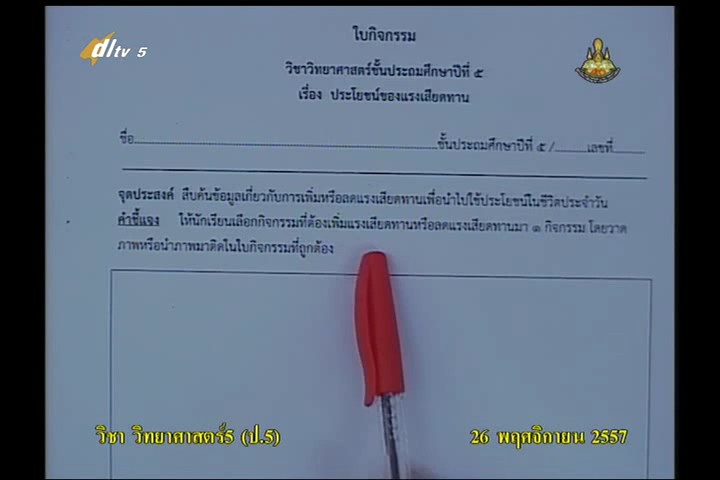 dltv 5
ใบกิจกรรม
วิชาวิทยาศาสตร์ชั้นประถมศึกษาปีที่ ๕
เรื่อง ประโยชน์ของแรงเสียดทาน
ชื่อ........................ชั้นประถมศึกษาปีที่ ๕ /..........เลขที่..........
จุดประสงค์ สืบค้นข้อมูลเกี่ยวกับการเพิ่มหรือลดแรงเสียดทานเพื่อนำไปใช้ประโยชน์ในชีวิตประจำวัน
คำชี้แจง ให้นักเรียนเลือกกิจกรรมที่ต้องเพิ่มแรงเสียดทานหรือลดแรงเสียดทานมา ๑ กิจกรรม โดยวาด
ภาพหรือนำภาพมาติดในใบกิจกรรมที่ถูกต้อง
วิชา วิทยาศาสตร์5 (ป.5)
26 พฤศจิกายน 2557